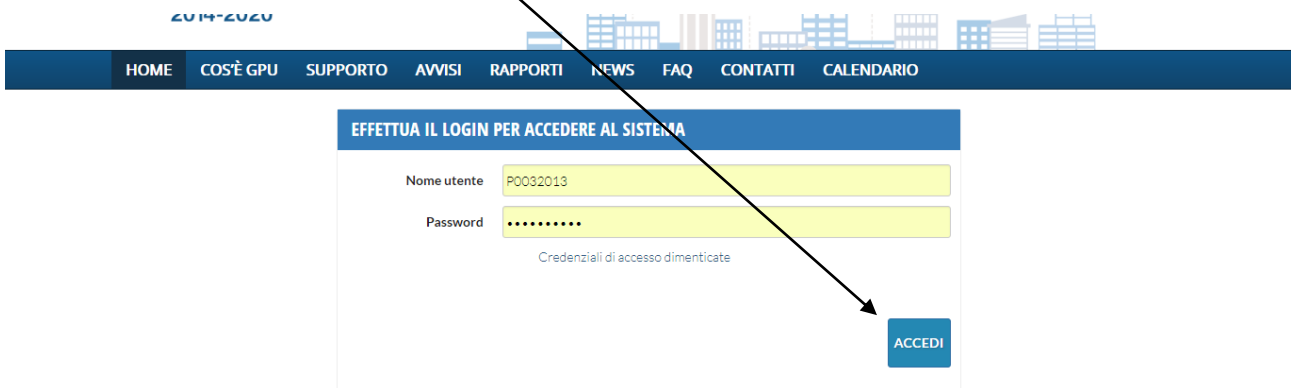 2014-2020
HOME COS'È GPU SUPPORTO AVVISI RAPPORTI NEWS FAQ CONTATTI CALENDARIO
EFFETTUA IL LOGIN PER ACCEDERE AL SISTEMA
Nome utente P0032013
Password ••••••••••
Credenziali di accesso dimenticate
ACCEDI